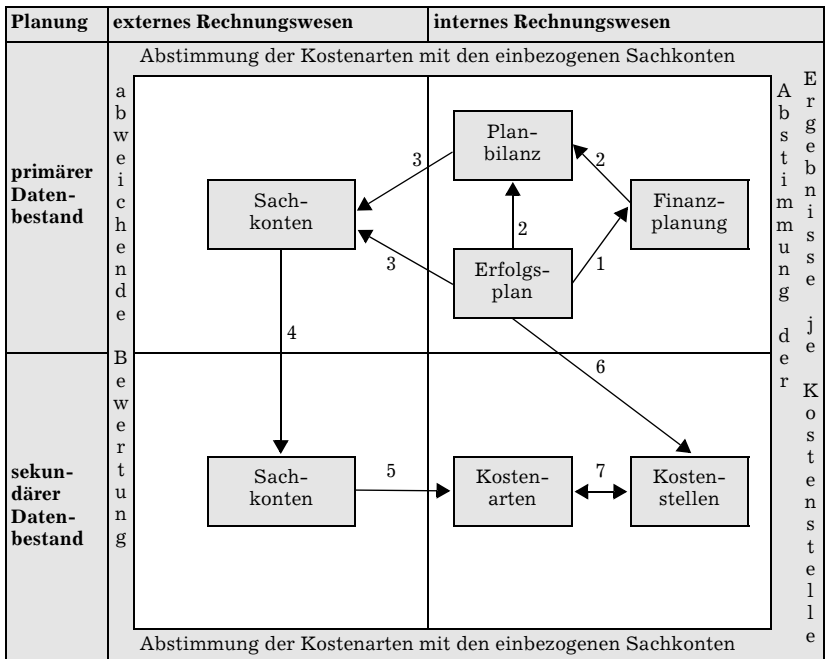 Planung externes Rechnungswesen internes Rechnungswesen
Abstimmung der Kostenarten mit den einbezogenen Sachkonten
abweichende Bewertung
primärer
Daten-
bestand
Plan-
bilanz
3
2
Sach-
konten
Finanz-
planung
2
3
Erfolgs-
plan
1
4
6
sekun-
därer
Daten-
bestand
Sach-
konten
5
Kosten-
arten
7
Kosten-
stellen
Abstimmung der
Ergebnisse je Kostenstelle
Abstimmung der Kostenarten mit den einbezogenen Sachkonten